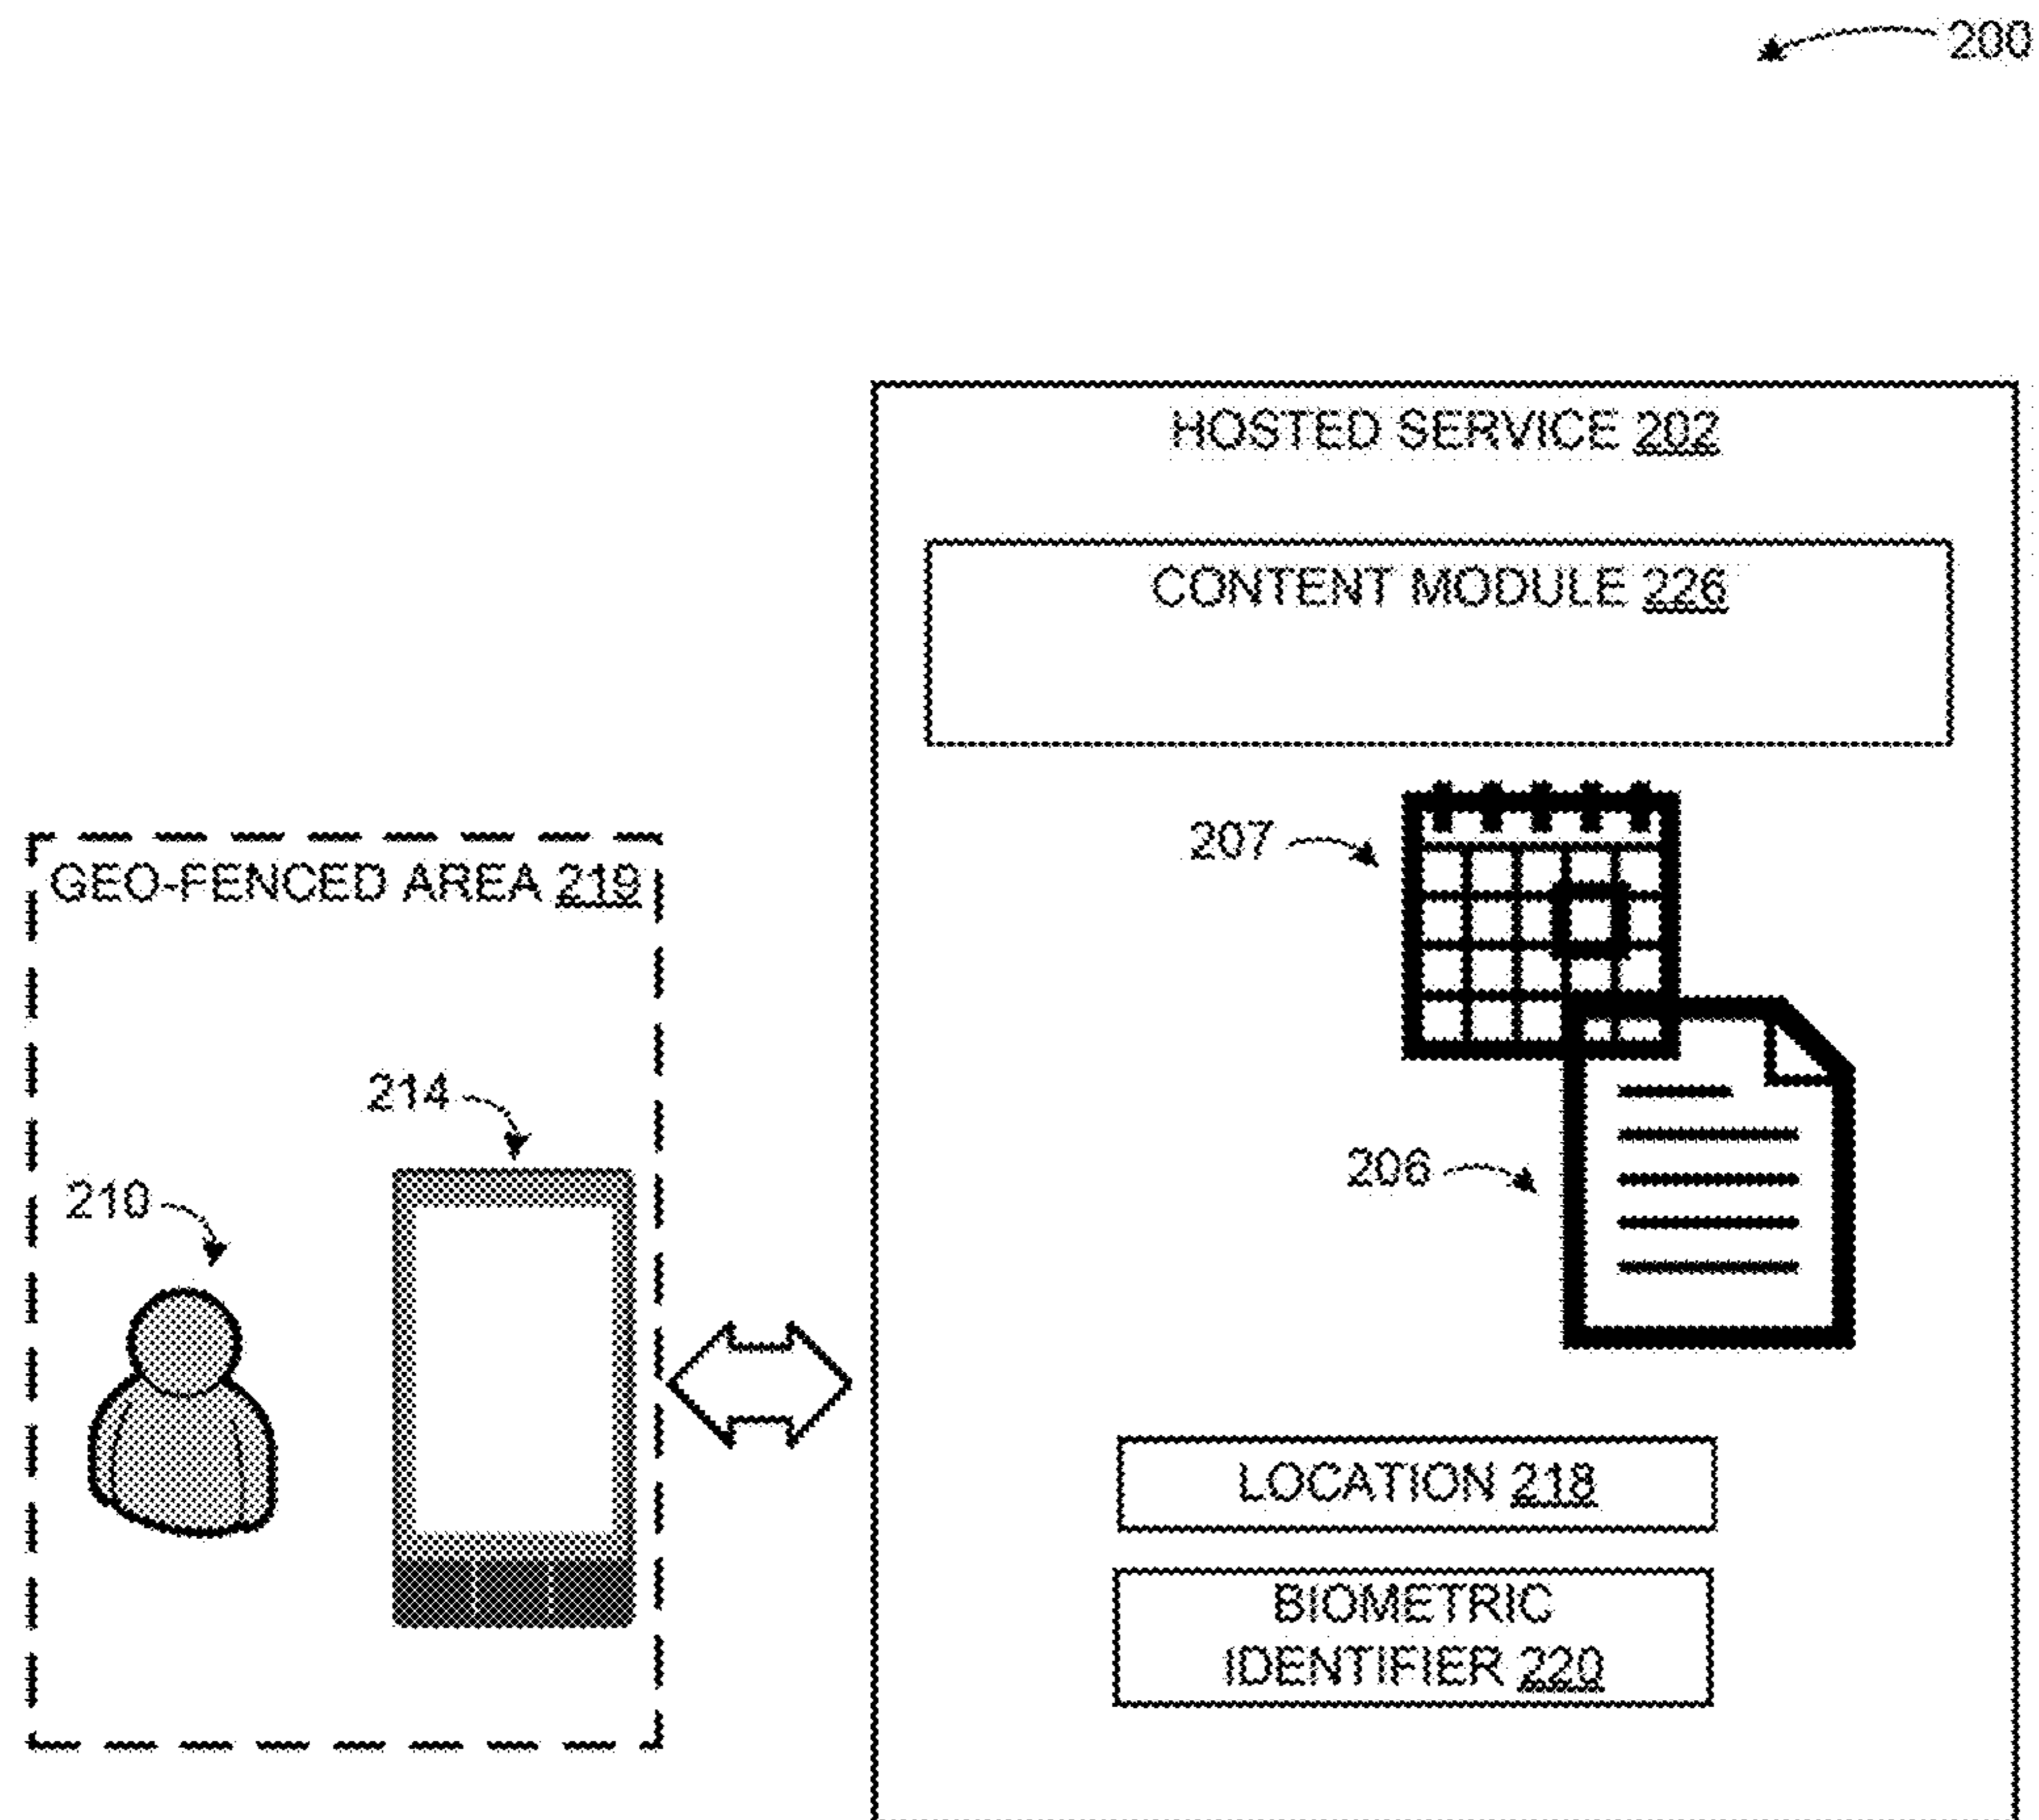 200
HOSTED SERVICE 202
CONTENT MODULE 226
207
GEO-FENCED AREA 219
214
206
210
LOCATION 218
BIOMETRIC
IDENTIFIER 220